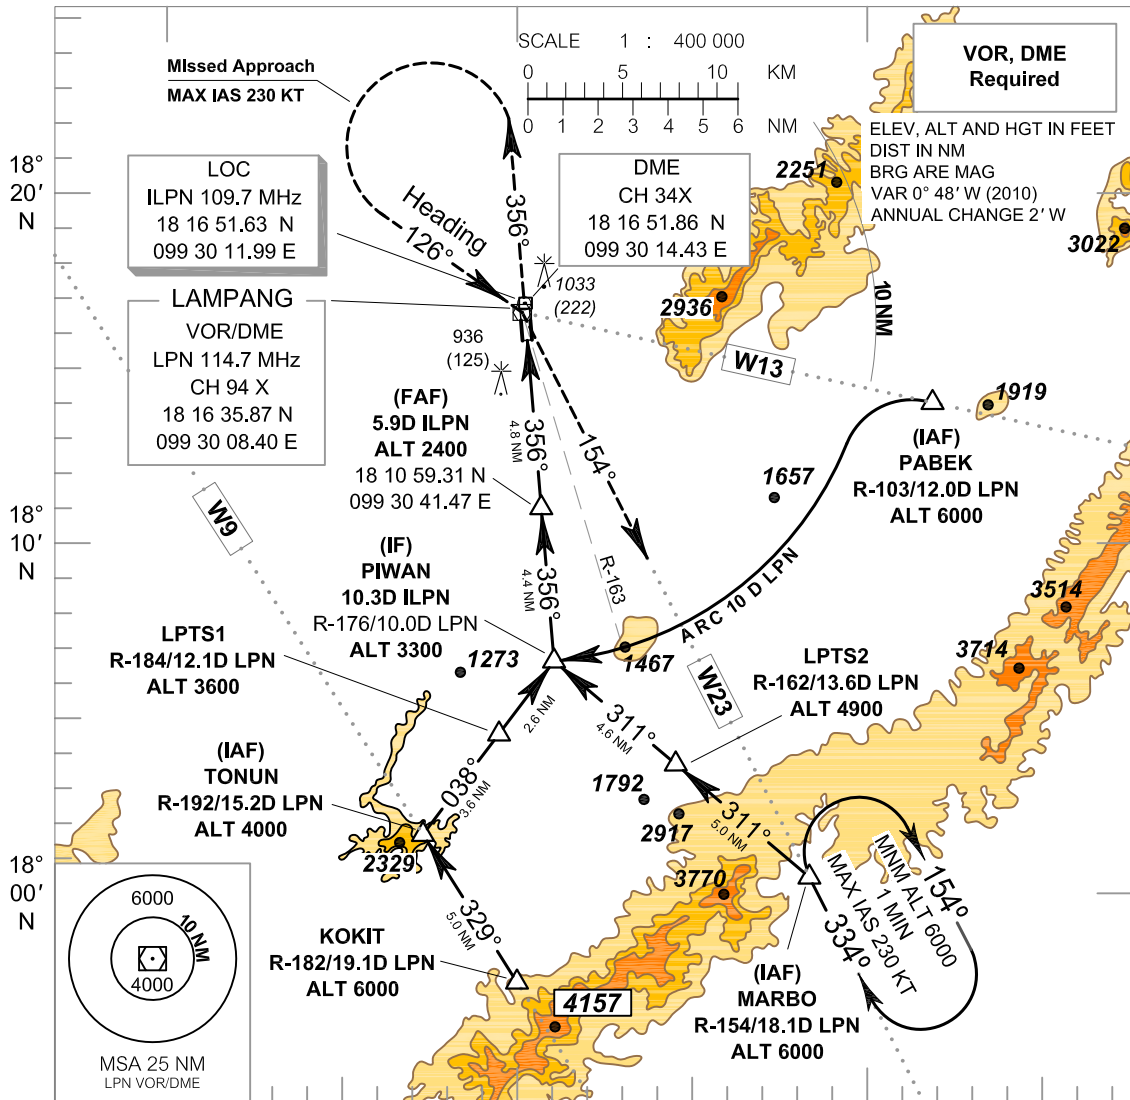 SCALE 1 : 400 000
0 5 10 KM
0 1 2 3 4 5 6 NM
VOR, DME
Required
ELEV, ALT AND HGT IN FEET
DIST IN NM
BRG ARE MAG
VAR 0° 48' W (2010)
ANNUAL CHANGE 2' W
MIssed Approach
MAX IAS 230 KT
18°
20'
N
LOC
ILPN 109.7 MHz
18 16 51.63 N
099 30 11.99 E
DME
CH 34X
18 16 51.86 N
099 30 14.43 E
Heading
126°
356°
2251
3022
2936
10 NM
1033
(222)
LAMPANG
VOR/DME
LPN 114.7 MHz
CH 94 X
18 16 35.87 N
099 30 08.40 E
936
(125)
W13
1919
(FAF)
5.9D ILPN
ALT 2400
18 10 59.31 N
099 30 41.47 E
356°
4.8 NM
154°
(IAF)
PABEK
R-103/12.0D LPN
ALT 6000
1657
W9
18°
10'
N
(IF)
PIWAN
10.3D ILPN
R-176/10.0D LPN
ALT 3300
356°
4.4 NM
R-163
ARC 10 D LPN
3514
3714
1273
1467
LPTS1
R-184/12.1D LPN
ALT 3600
2.6 NM
W23
LPTS2
R-162/13.6D LPN
ALT 4900
311°
4.6 NM
(IAF)
TONUN
R-192/15.2D LPN
ALT 4000
038°
3.6 NM
1792
2917
311°
5.0 NM
2329
18°
00'
N
3770
MNM ALT 6000
1 MIN
MAX IAS 230 KT
154°
334°
6000
10 NM
4000
MSA 25 NM
LPN VOR/DME
329°
5.0 NM
KOKIT
R-182/19.1D LPN
ALT 6000
4157
(IAF)
MARBO
R-154/18.1D LPN
ALT 6000